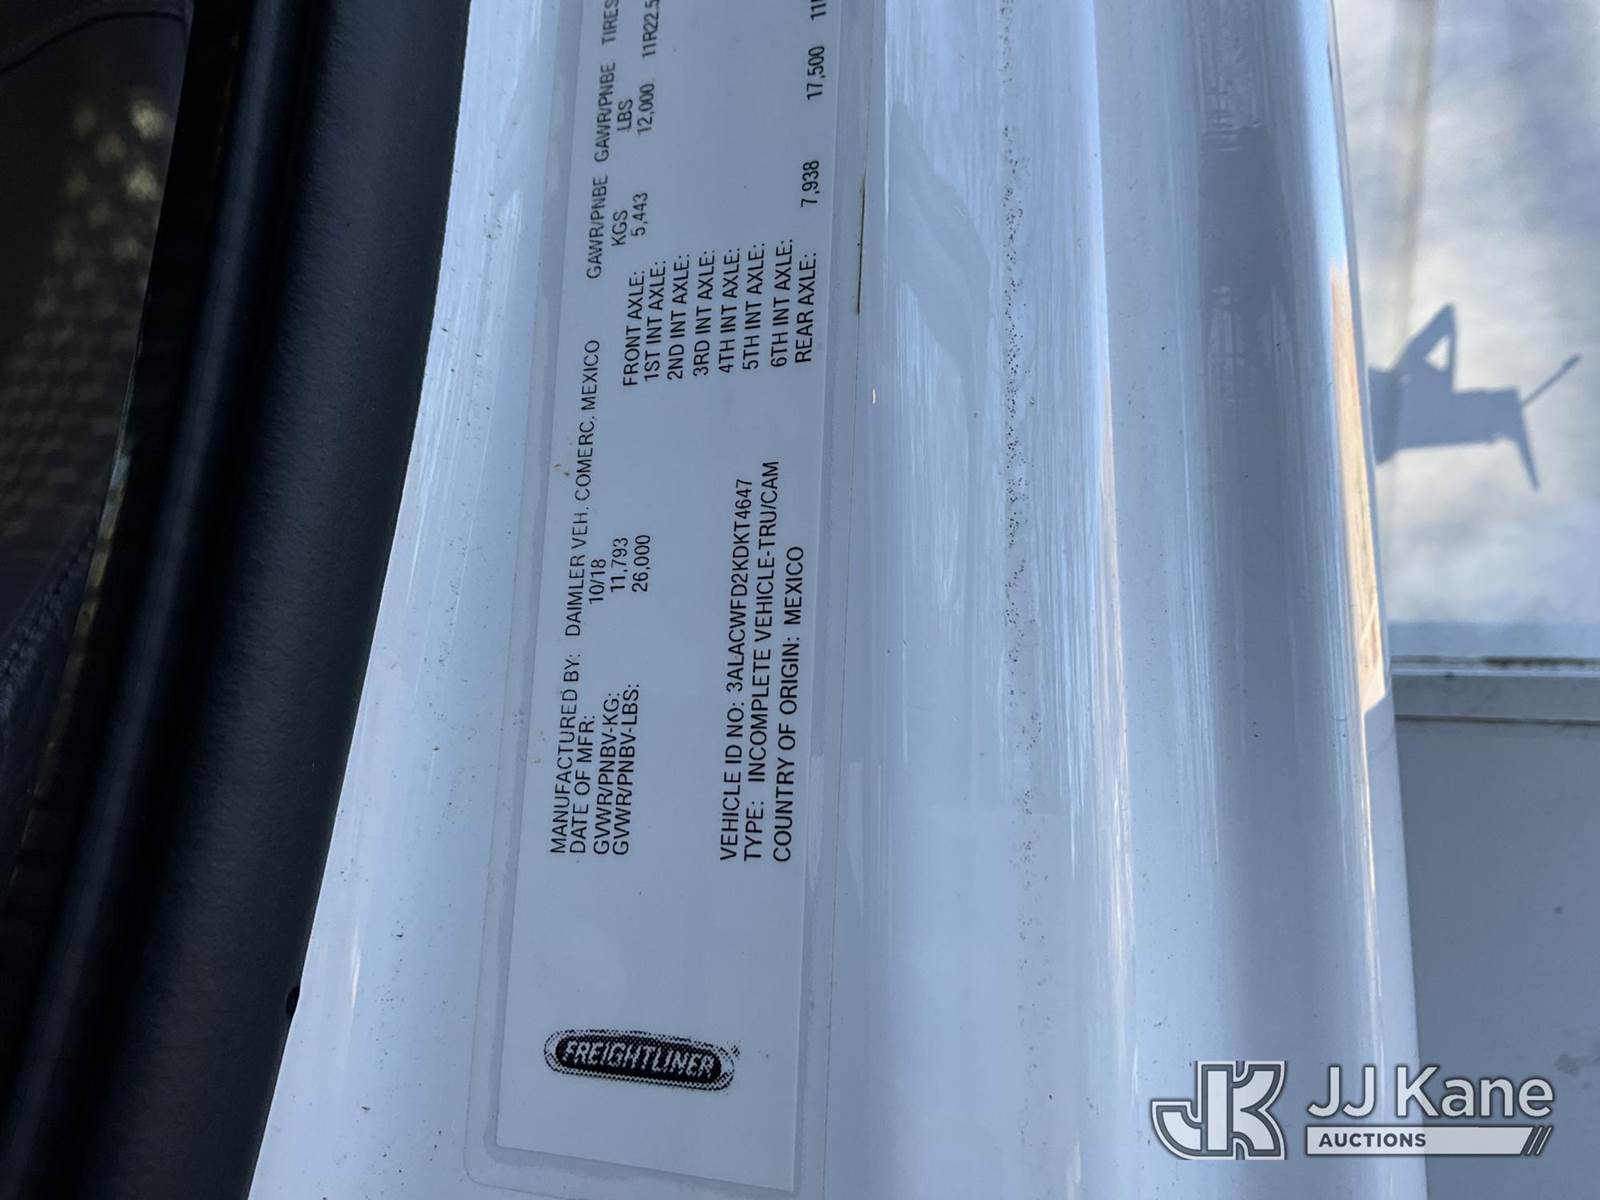 FREIGHTLINER
MANUFACTURED BY: DAIMLER VEH. COMERC, MEXICO
DATE OF MFR: 10/18
GVWR/PNBV-KG: 11,793
GVWR/PNBV-LBS: 26,000
VEHICLE ID NO: 3ALACWFD2KDKT4647
TYPE: INCOMPLETE VEHICLE-TRU/CAM
COUNTRY OF ORIGIN: MEXICO
GAWR/PNBE GAWR/PNBE TIRES
KGS LBS
FRONT AXLE: 5,443 12,000 11R22.5
1ST INT AXLE:
2ND INT AXLE:
3RD INT AXLE:
4TH INT AXLE:
5TH INT AXLE:
6TH INT AXLE:
REAR AXLE: 7,938 17,500
JK JJ Kane
AUCTIONS